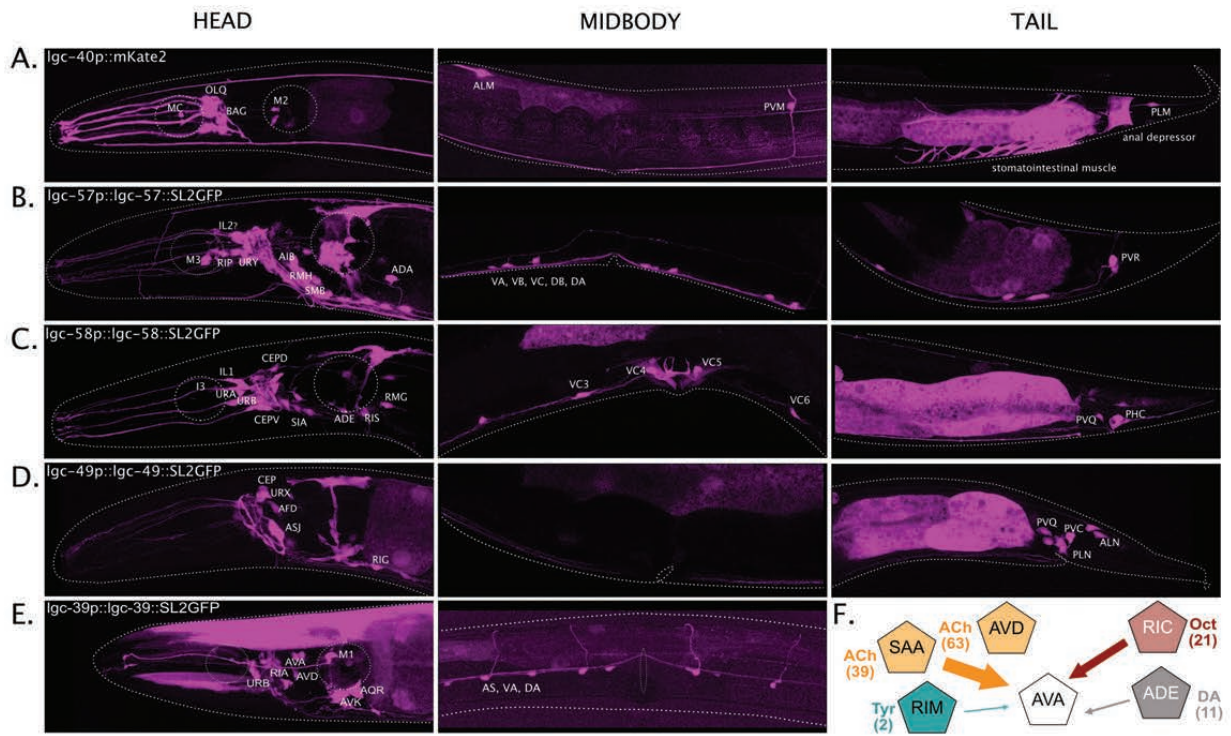 HEAD MIDBODY TAIL
A.
lgc-40p::mKate2
OLQ
MC
BAG
M2
ALM
PVM
PLM
anal depressor
stomatointestinal muscle
B.
lgc-57p::lgc-57::SL2GFP
IL2?
M3
RIP
URY
AIB
RMH
SMB
ADA
VA, VB, VC, DB, DA
PVR
C.
lgc-58p::lgc-58::SL2GFP
CEPD
IL1
I3
URA
URB
CEPV
SIA
ADE
RIS
RMG
VC3
VC4
VC5
VC6
PVQ
PHC
D.
lgc-49p::lgc-49::SL2GFP
CEP
URX
AFD
ASJ
RIG
PVQ
PVC
PLN
ALN
E.
lgc-39p::lgc-39::SL2GFP
URB
RIA
AVA
AVD
M1
AQR
AVK
AS, VA, DA
F.
SAA
ACh
(39)
ACh
(63)
AVD
RIC
Oct
(21)
Tyr
(2)
RIM
AVA
ADE
DA
(11)